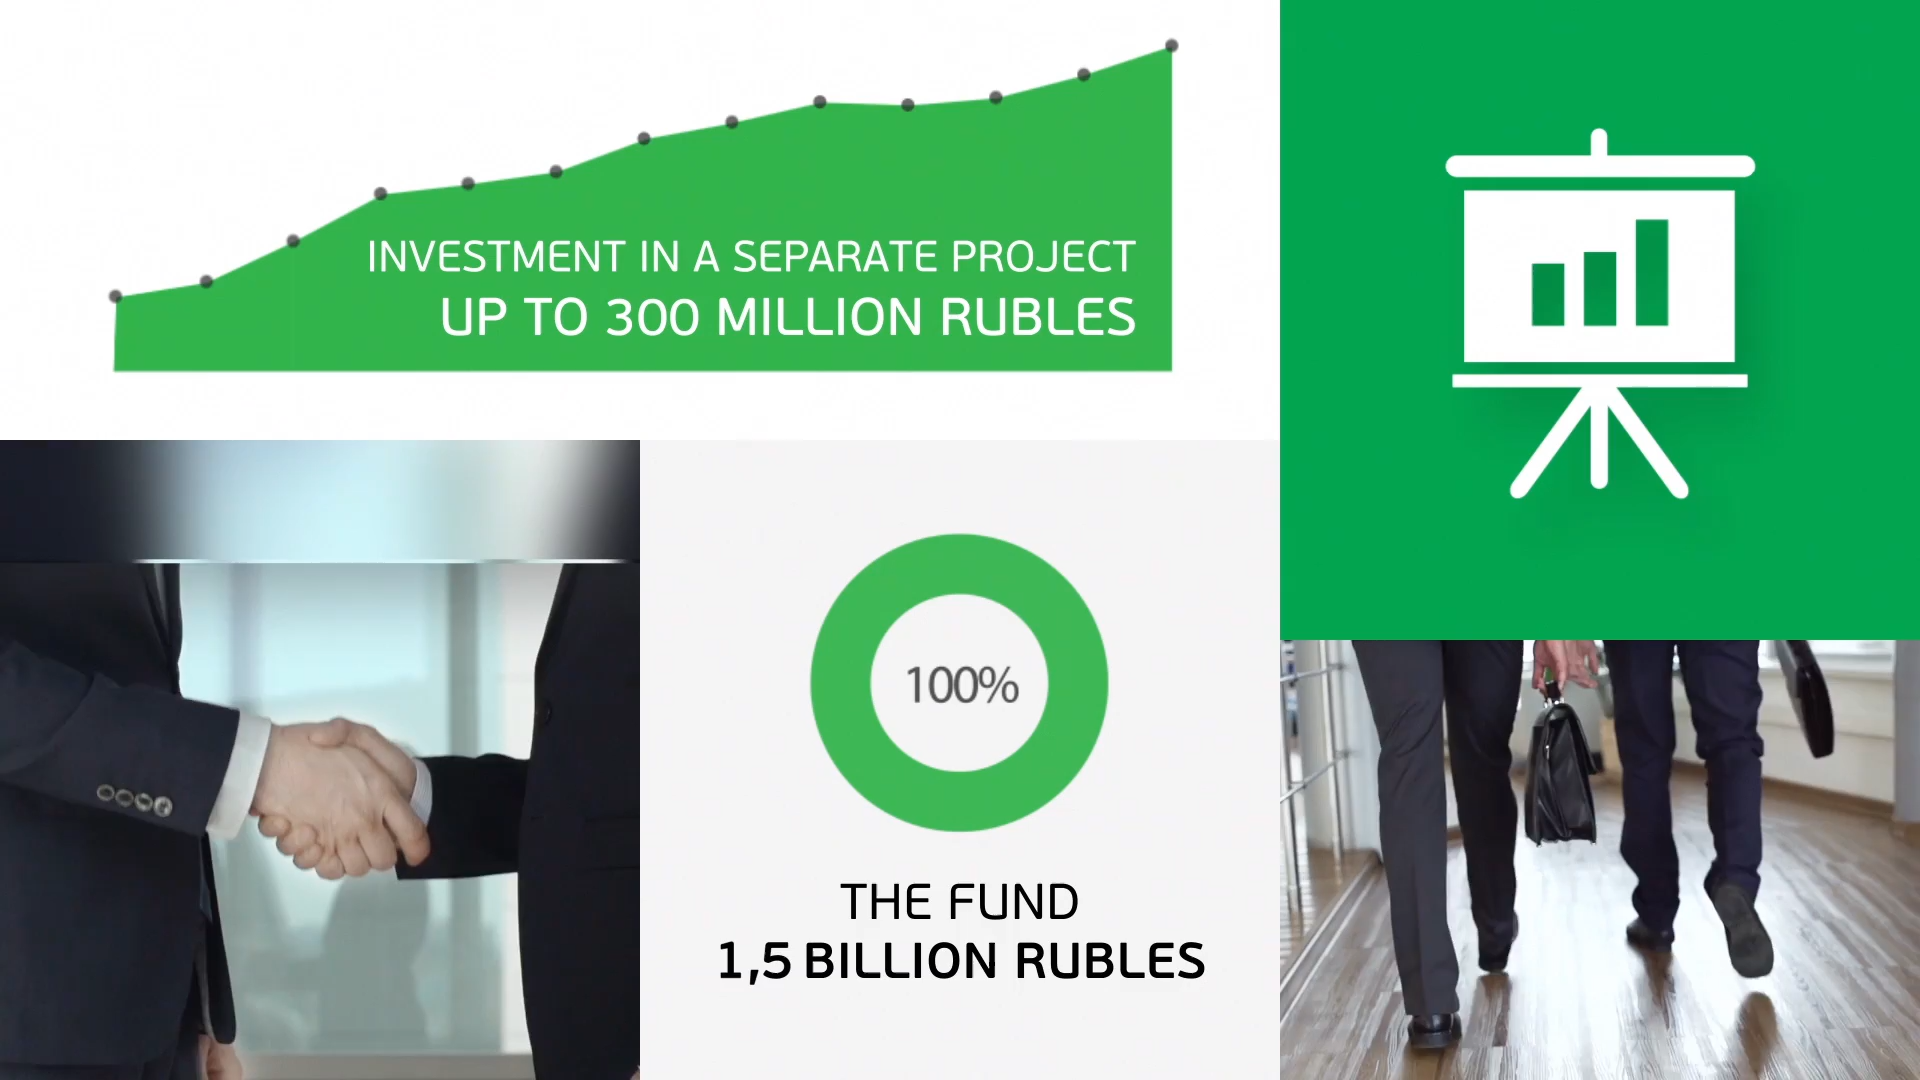 INVESTMENT IN A SEPARATE PROJECT
UP TO 300 MILLION RUBLES
100%
THE FUND
1,5 BILLION RUBLES